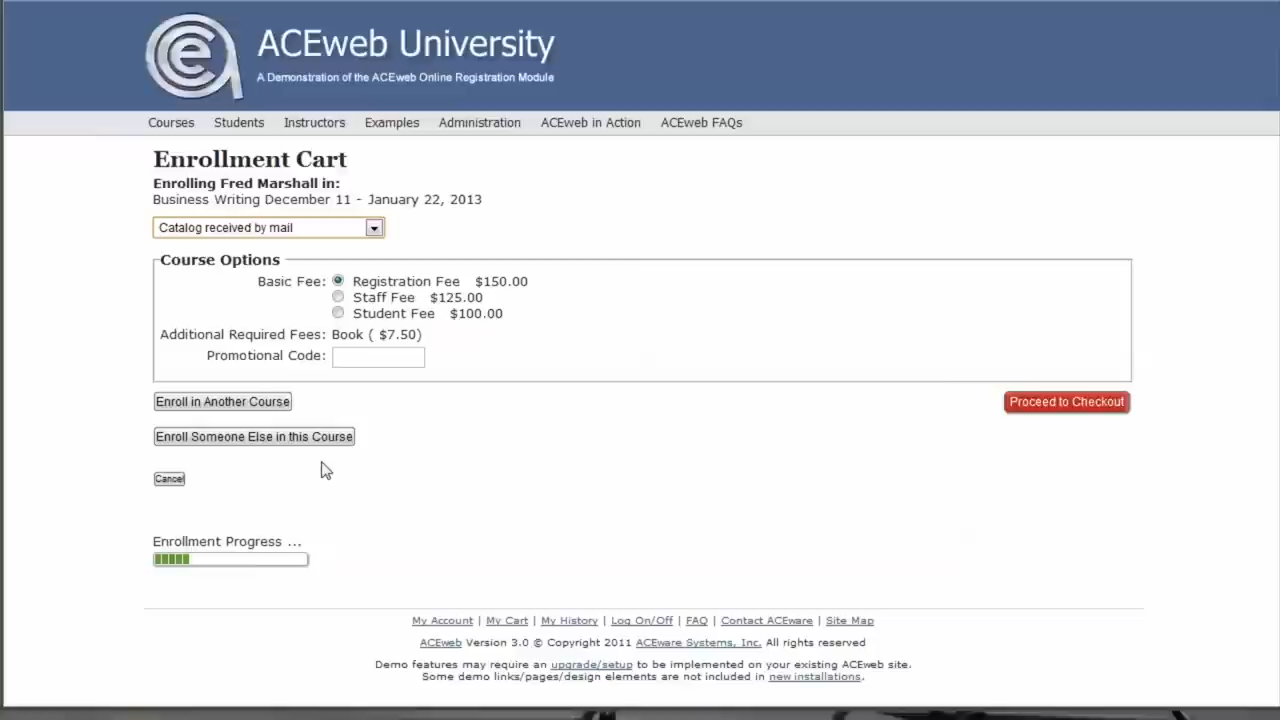 ACEweb University
A Demonstration of the ACEweb Online Registration Module
Courses Students Instructors Examples Administration ACEweb in Action ACEweb FAQs
Enrollment Cart
Enrolling Fred Marshall in:
Business Writing December 11 - January 22, 2013
Catalog received by mail
Course Options
Basic Fee: Registration Fee $150.00
Staff Fee $125.00
Student Fee $100.00
Additional Required Fees: Book ( $7.50)
Promotional Code:
Enroll in Another Course Proceed to Checkout
Enroll Someone Else in this Course
Cancel
Enrollment Progress ...
My Account | My Cart | My History | Log On/Off | FAQ | Contact ACEware | Site Map
ACEweb Version 3.0 © Copyright 2011 ACEware Systems, Inc. All rights reserved
Demo features may require an upgrade/setup to be implemented on your existing ACEweb site.
Some demo links/pages/design elements are not included in new installations.